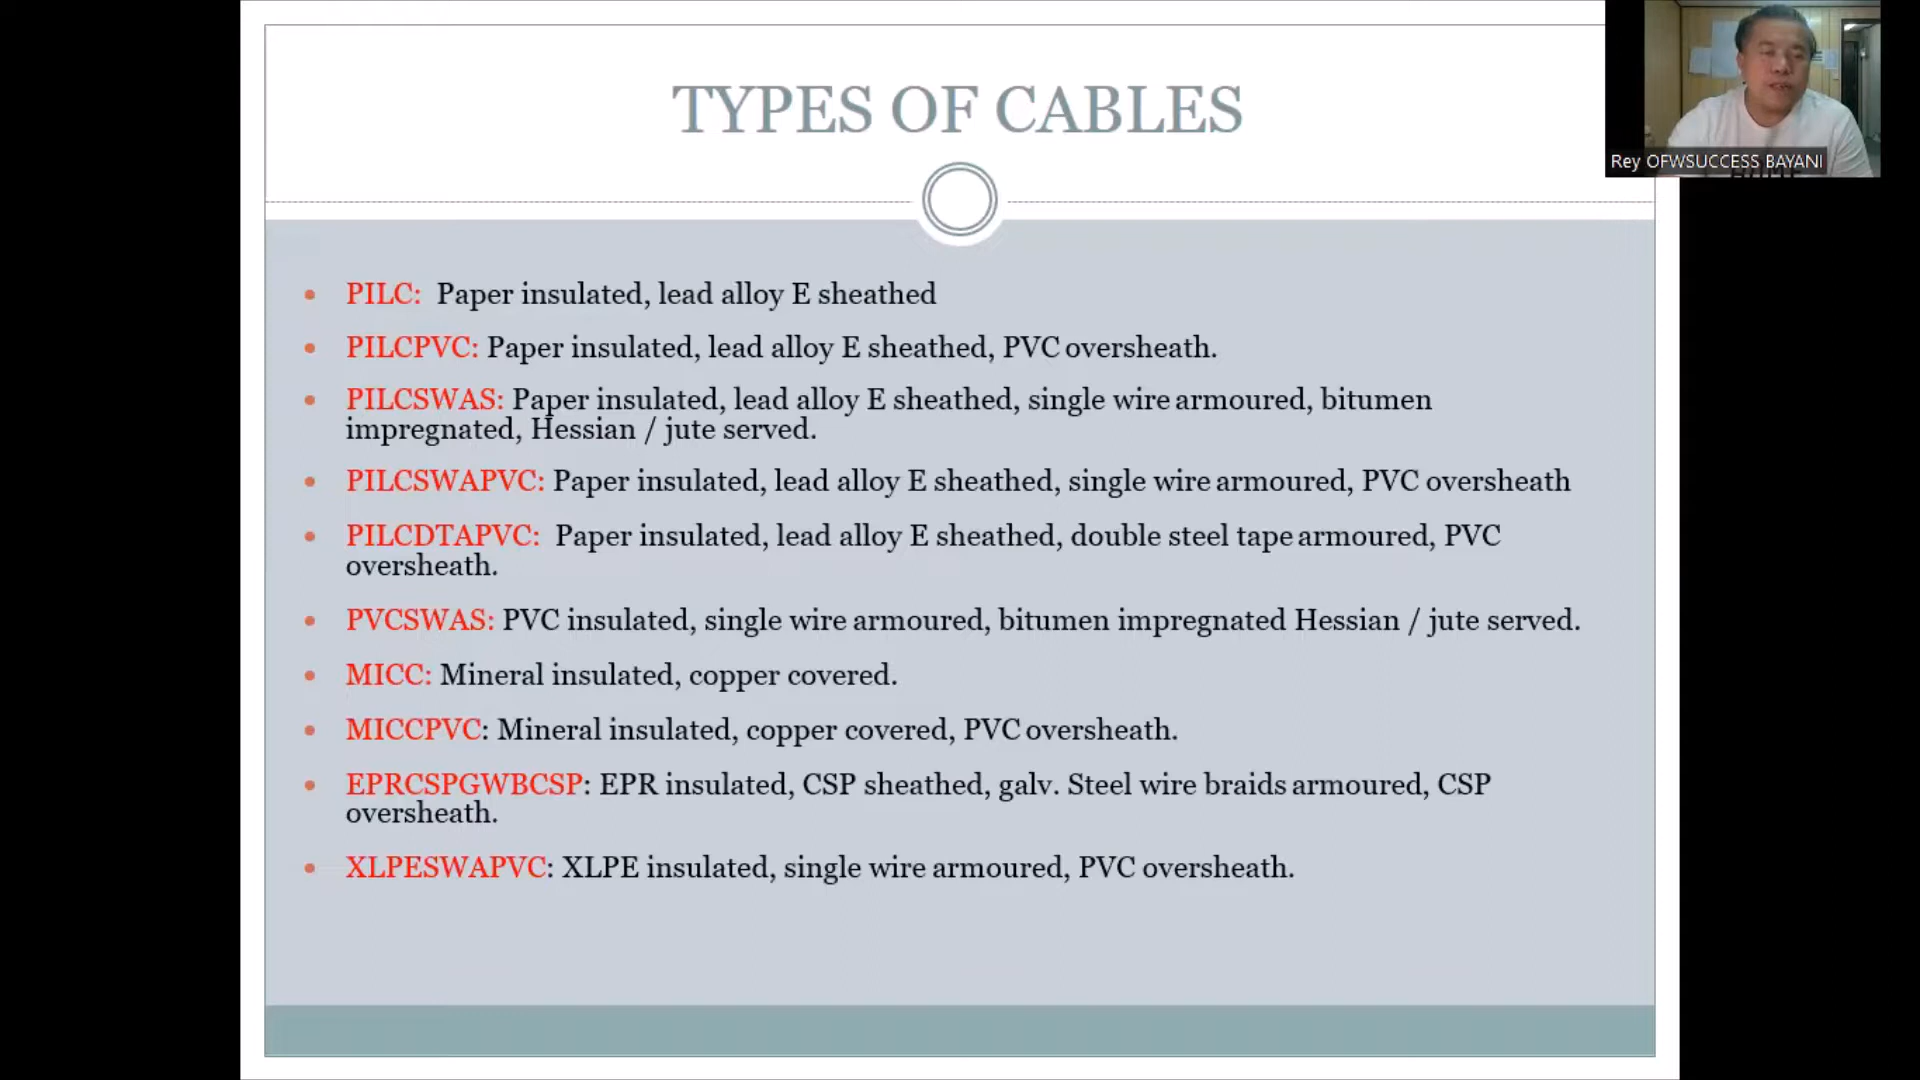 TYPES OF CABLES
Rey OFWSUCCESS BAYANI
• PILC: Paper insulated, lead alloy E sheathed
• PILCPVC: Paper insulated, lead alloy E sheathed, PVC oversheath.
• PILCSWAS: Paper insulated, lead alloy E sheathed, single wire armoured, bitumen
impregnated, Hessian / jute served.
• PILCSWAPVC: Paper insulated, lead alloy E sheathed, single wire armoured, PVC oversheath
• PILCDTAPVC: Paper insulated, lead alloy E sheathed, double steel tape armoured, PVC
oversheath.
• PVCSWAS: PVC insulated, single wire armoured, bitumen impregnated Hessian / jute served.
• MICC: Mineral insulated, copper covered.
• MICCPVC: Mineral insulated, copper covered, PVC oversheath.
• EPRCSPGWBCSP: EPR insulated, CSP sheathed, galv. Steel wire braids armoured, CSP
oversheath.
• XLPESWAPVC: XLPE insulated, single wire armoured, PVC oversheath.